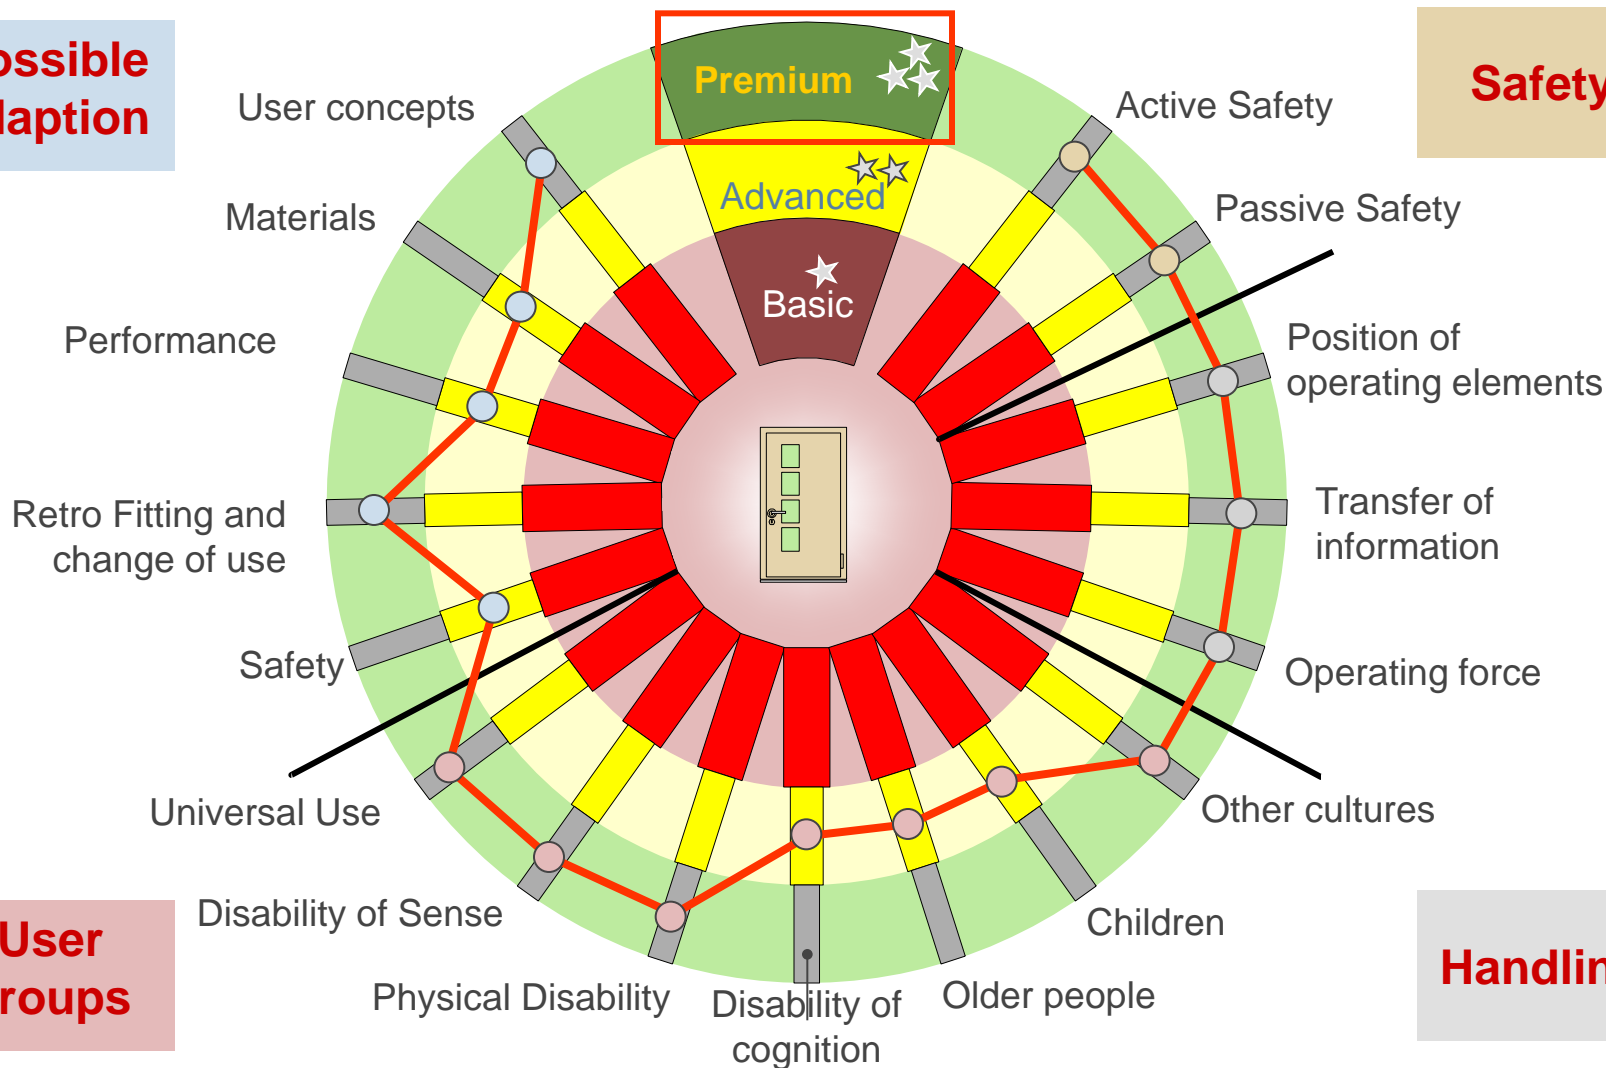 ossible
laption
User concepts
Materials
Performance
Retro Fitting and
change of use
Safety
Universal Use
Disability of Sense
Physical Disability
Disability of
cognition
Older people
Children
Other cultures
Operating force
Transfer of
information
Position of
operating elements
Passive Safety
Active Safety
Premium
Advanced
Basic
Safety
User
roups
Handlin